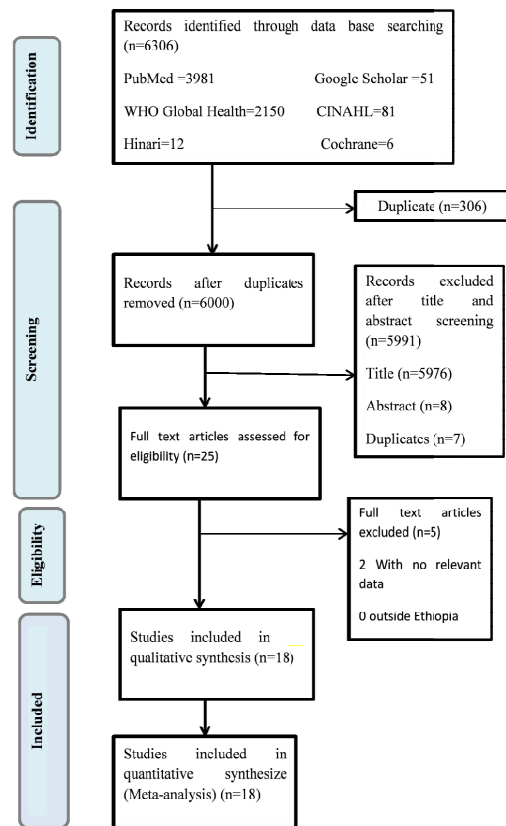 Records identified through data base searching
(n=6306)
PubMed =3981 Google Scholar =51
WHO Global Health=2150 CINAHL=81
Hinari=12 Cochrane=6
Identification
Duplicate (n=306)
Records after duplicates
removed (n=6000)
Records excluded
after title and
abstract screening
(n=5991)
Title (n=5976)
Abstract (n=8)
Duplicates (n=7)
Screening
Full text articles assessed for
eligibility (n=25)
Full text articles
excluded (n=5)
2 With no relevant
data
0 outside Ethiopia
Eligibility
Studies included in
qualitative synthesis (n=18)
Included
Studies included in
quantitative synthesize
(Meta-analysis) (n=18)